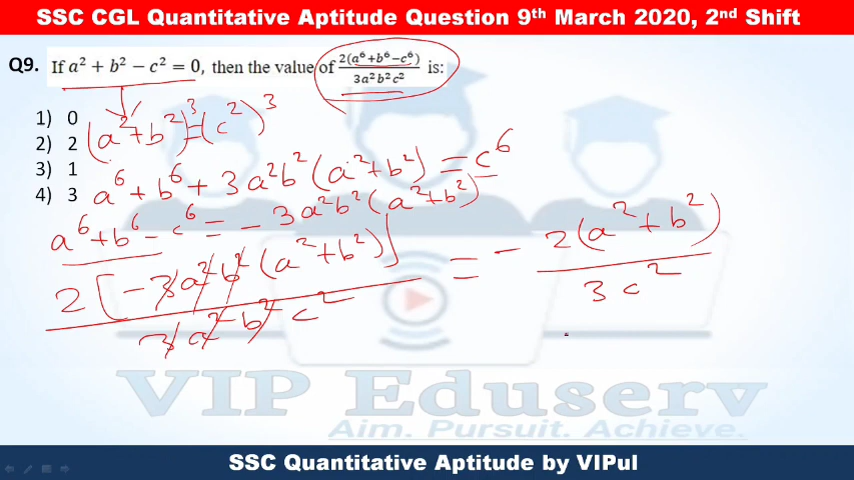 SSC CGL Quantitative Aptitude Question 9th March 2020, 2nd Shift
Q9. If a² + b² − c² = 0, then the value of 2(a⁶+b⁶−c⁶)/3a²b²c² is:
1) 0
2) 2
3) 1
4) 3
(a²+b²)³=(c²)³
a⁶ + b⁶ + 3a²b²(a²+b²) = c⁶
a⁶+b⁶-c⁶ = -3a²b²(a²+b²)
2[-3a²b²(a²+b²)]/3a²b²c² = -2(a²+b²)/3c²
VIP Eduserv
Aim. Pursuit. Achieve.
SSC Quantitative Aptitude by VIPul